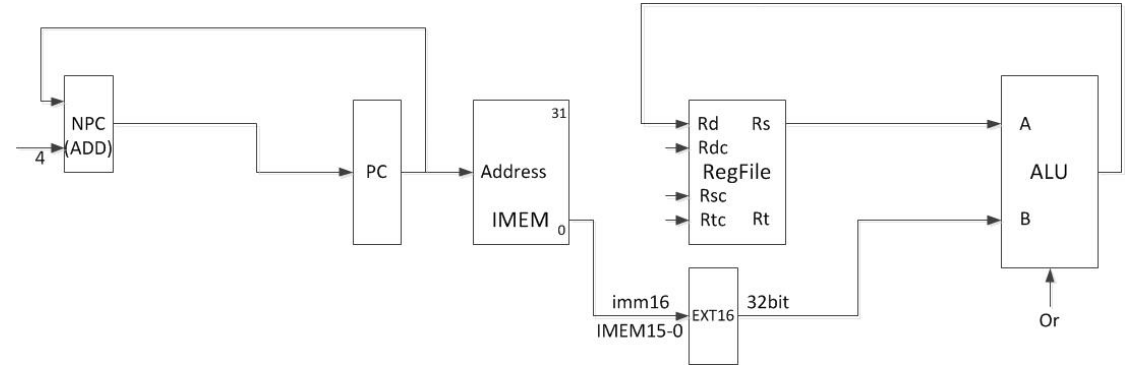 NPC
(ADD)
4
PC
31
Address
IMEM
0
Rd Rs
Rdc
RegFile
Rsc
Rtc Rt
A
ALU
B
Or
imm16
IMEM15-0
EXT16
32bit